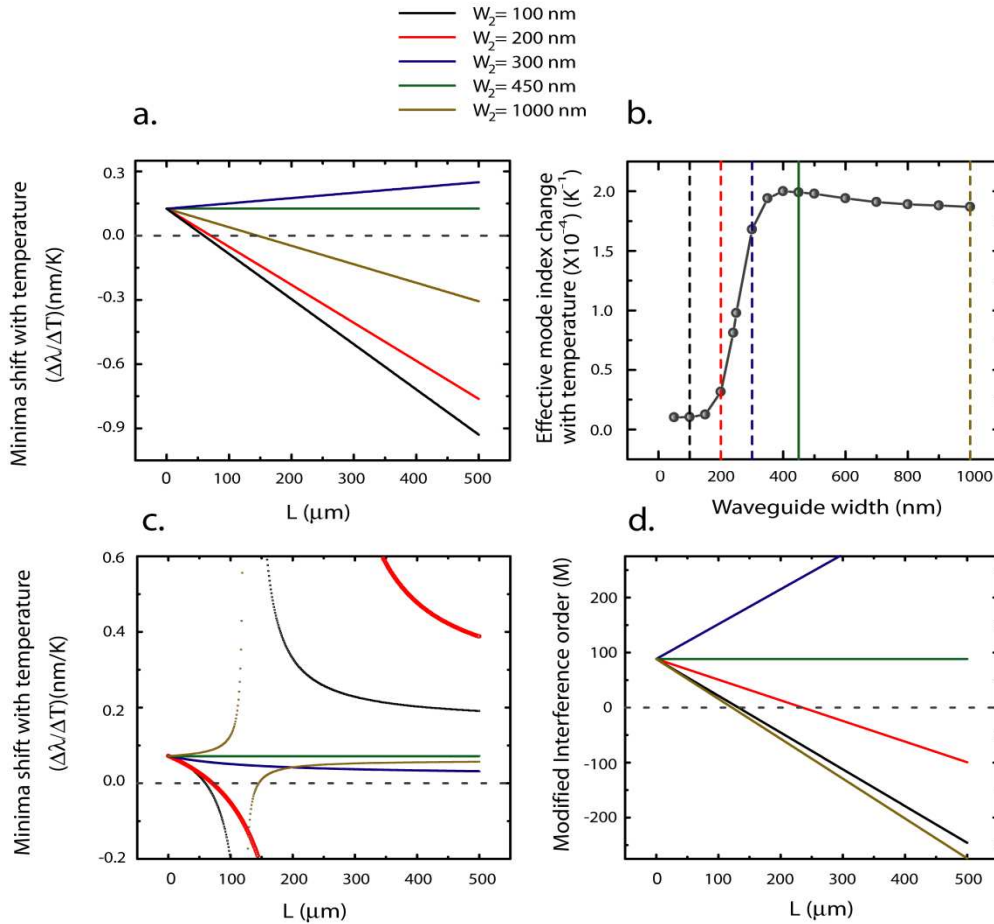 W2= 100 nm
W2= 200 nm
W2= 300 nm
W2= 450 nm
W2= 1000 nm
a.
Minima shift with temperature
(Δλ/ΔT)(nm/K)
0.3
0.0
-0.3
-0.6
-0.9
0 100 200 300 400 500
L (μm)
b.
Effective mode index change
with temperature (X10⁻⁴) (K⁻¹)
2.0
1.5
1.0
0.5
0.0
0 200 400 600 800 1000
Waveguide width (nm)
c.
Minima shift with temperature
(Δλ/ΔT)(nm/K)
0.6
0.4
0.2
0.0
-0.2
0 100 200 300 400 500
L (μm)
d.
Modified Interference order (M)
200
100
0
-100
-200
0 100 200 300 400 500
L (μm)